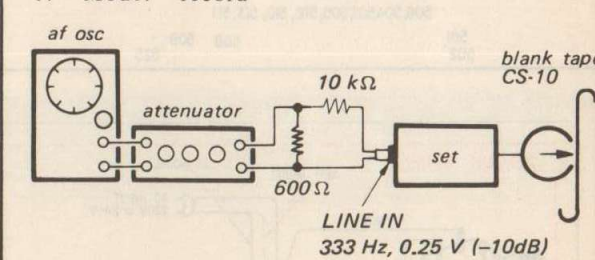 af osc
attenuator
10 kΩ
600 Ω
set
blank tape
CS-10
LINE IN
333 Hz, 0.25 V (–10dB)